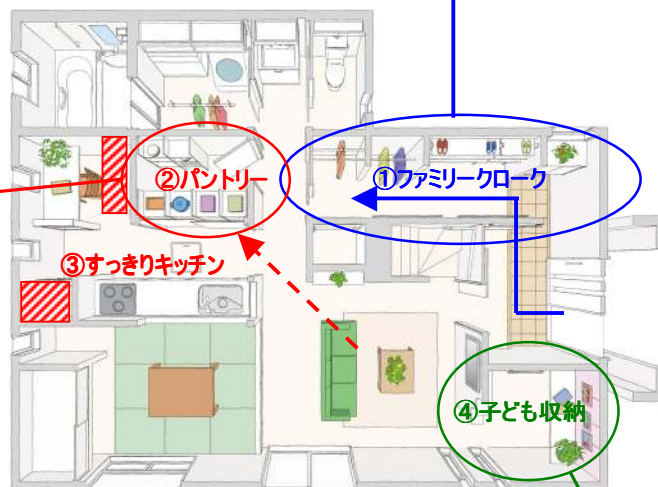 ①ファミリークローク
②パントリー
③すっきりキッチン
④子ども収納